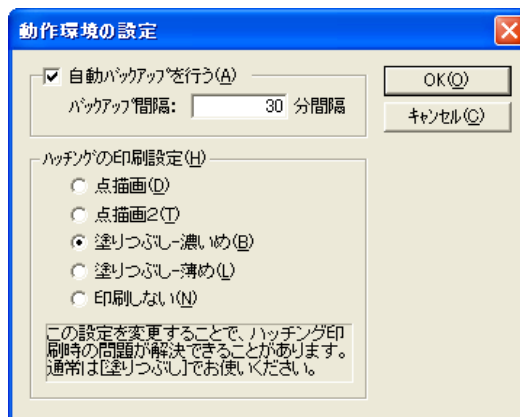 動作環境の設定
自動ﾊﾞｯｸｱｯﾌﾟを行う(A)
ﾊﾞｯｸｱｯﾌﾟ間隔: 30 分間隔
OK(O)
ｷｬﾝｾﾙ(C)
ﾊｯﾁﾝｸﾞの印刷設定(H)
点描画(D)
点描画2(T)
塗りつぶし-濃いめ(B)
塗りつぶし-薄め(L)
印刷しない(N)
この設定を変更することで、ハッチング印
刷時の問題が解決できることがあります。
通常は[塗りつぶし]でお使いください。